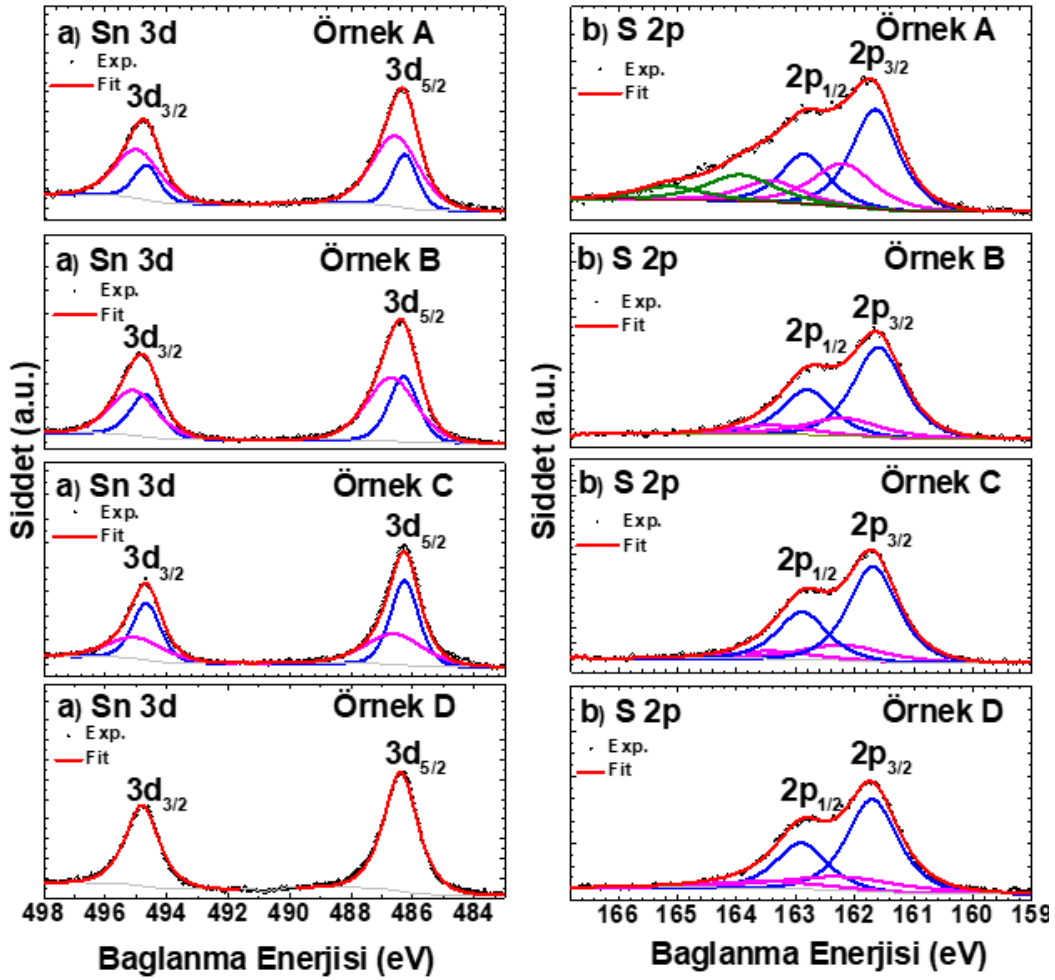 a) Sn 3d Örnek A
Exp.
Fit
3d3/2
3d5/2
a) Sn 3d Örnek B
Exp.
Fit
3d3/2
3d5/2
a) Sn 3d Örnek C
Exp.
Fit
3d3/2
3d5/2
a) Sn 3d Örnek D
Exp.
Fit
3d3/2
3d5/2
Siddet (a.u.)
498 496 494 492 490 488 486 484
Baglanma Enerjisi (eV)
b) S 2p Örnek A
Exp.
Fit
2p1/2
2p3/2
b) S 2p Örnek B
Exp.
Fit
2p1/2
2p3/2
b) S 2p Örnek C
Exp.
Fit
2p1/2
2p3/2
b) S 2p Örnek D
Exp.
Fit
2p1/2
2p3/2
Siddet (a.u.)
166 165 164 163 162 161 160 159
Baglanma Enerjisi (eV)